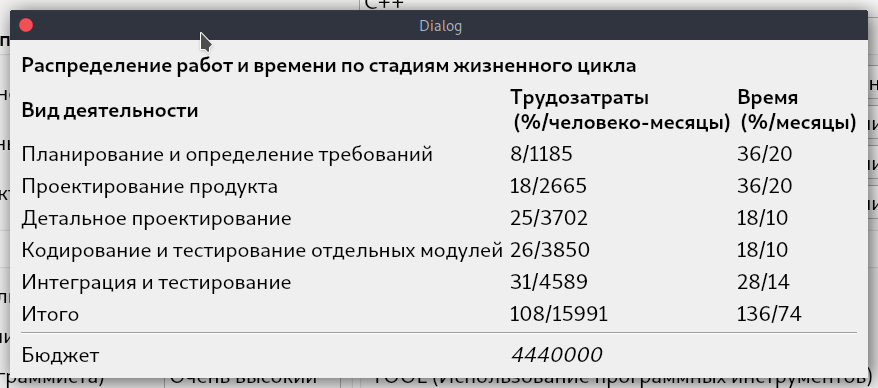 C++
Dialog
Распределение работ и времени по стадиям жизненного цикла
Вид деятельности Трудозатраты (%/человеко-месяцы) Время (%/месяцы)
Планирование и определение требований 8/1185 36/20
Проектирование продукта 18/2665 36/20
Детальное проектирование 25/3702 18/10
Кодирование и тестирование отдельных модулей 26/3850 18/10
Интеграция и тестирование 31/4589 28/14
Итого 108/15991 136/74
Бюджет 4440000
граммиста) Очень высокий TOOL (Использование программных инструментов)